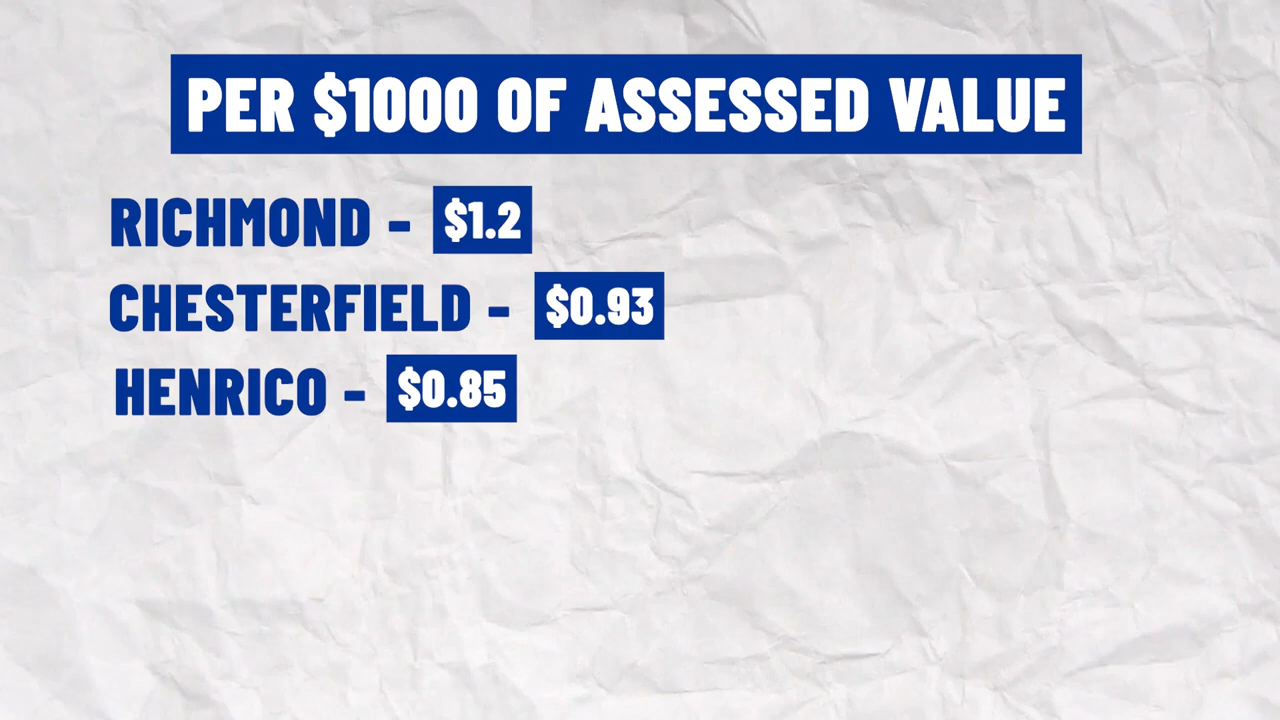 PER $1000 OF ASSESSED VALUE
RICHMOND - $1.2
CHESTERFIELD - $0.93
HENRICO - $0.85